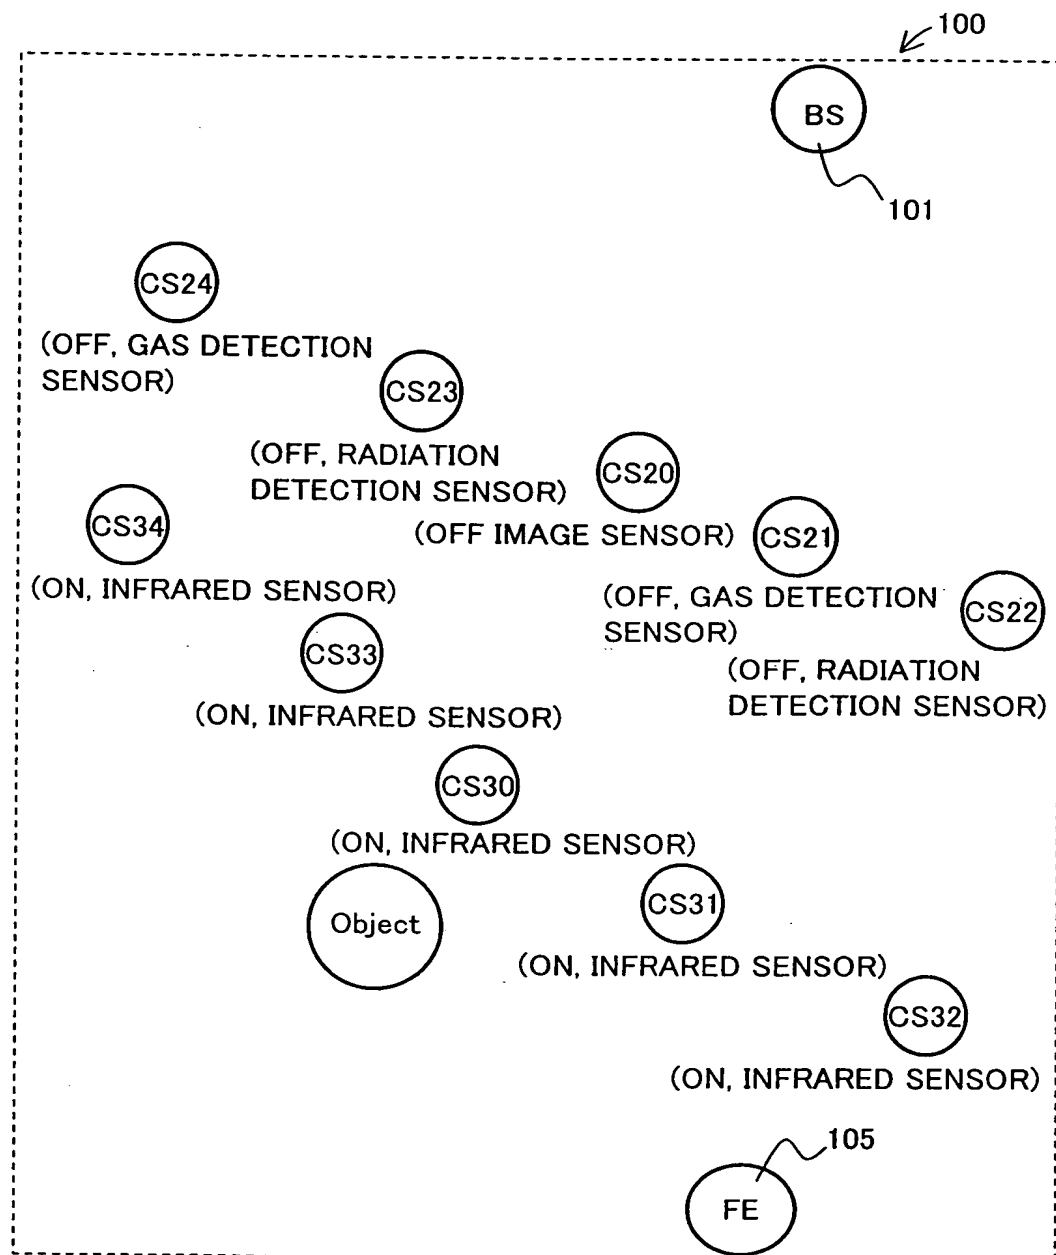 100
BS
101
CS24
(OFF, GAS DETECTION
SENSOR)
CS23
(OFF, RADIATION
DETECTION SENSOR)
CS20
(OFF IMAGE SENSOR)
CS21
(OFF, GAS DETECTION
SENSOR)
CS22
(OFF, RADIATION
DETECTION SENSOR)
CS34
(ON, INFRARED SENSOR)
CS33
(ON, INFRARED SENSOR)
CS30
(ON, INFRARED SENSOR)
Object
CS31
(ON, INFRARED SENSOR)
CS32
(ON, INFRARED SENSOR)
105
FE